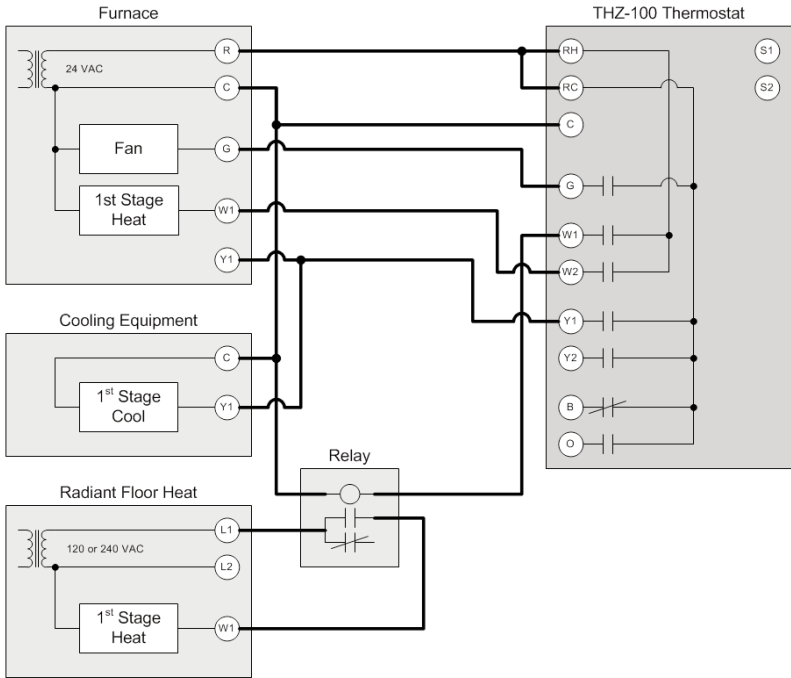 Furnace
24 VAC
R
C
Fan
G
1st Stage
Heat
W1
Y1
THZ-100 Thermostat
RH
S1
RC
S2
C
G
W1
W2
Y1
Y2
B
O
Cooling Equipment
C
1st Stage
Cool
Y1
Relay
Radiant Floor Heat
120 or 240 VAC
L1
L2
1st Stage
Heat
W1